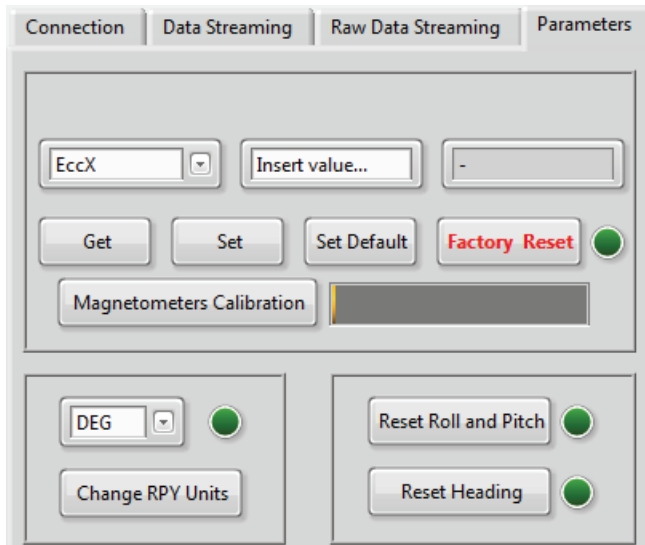 Connection Data Streaming Raw Data Streaming Parameters
EccX Insert value... -
Get Set Set Default Factory Reset
Magnetometers Calibration
DEG
Change RPY Units
Reset Roll and Pitch
Reset Heading